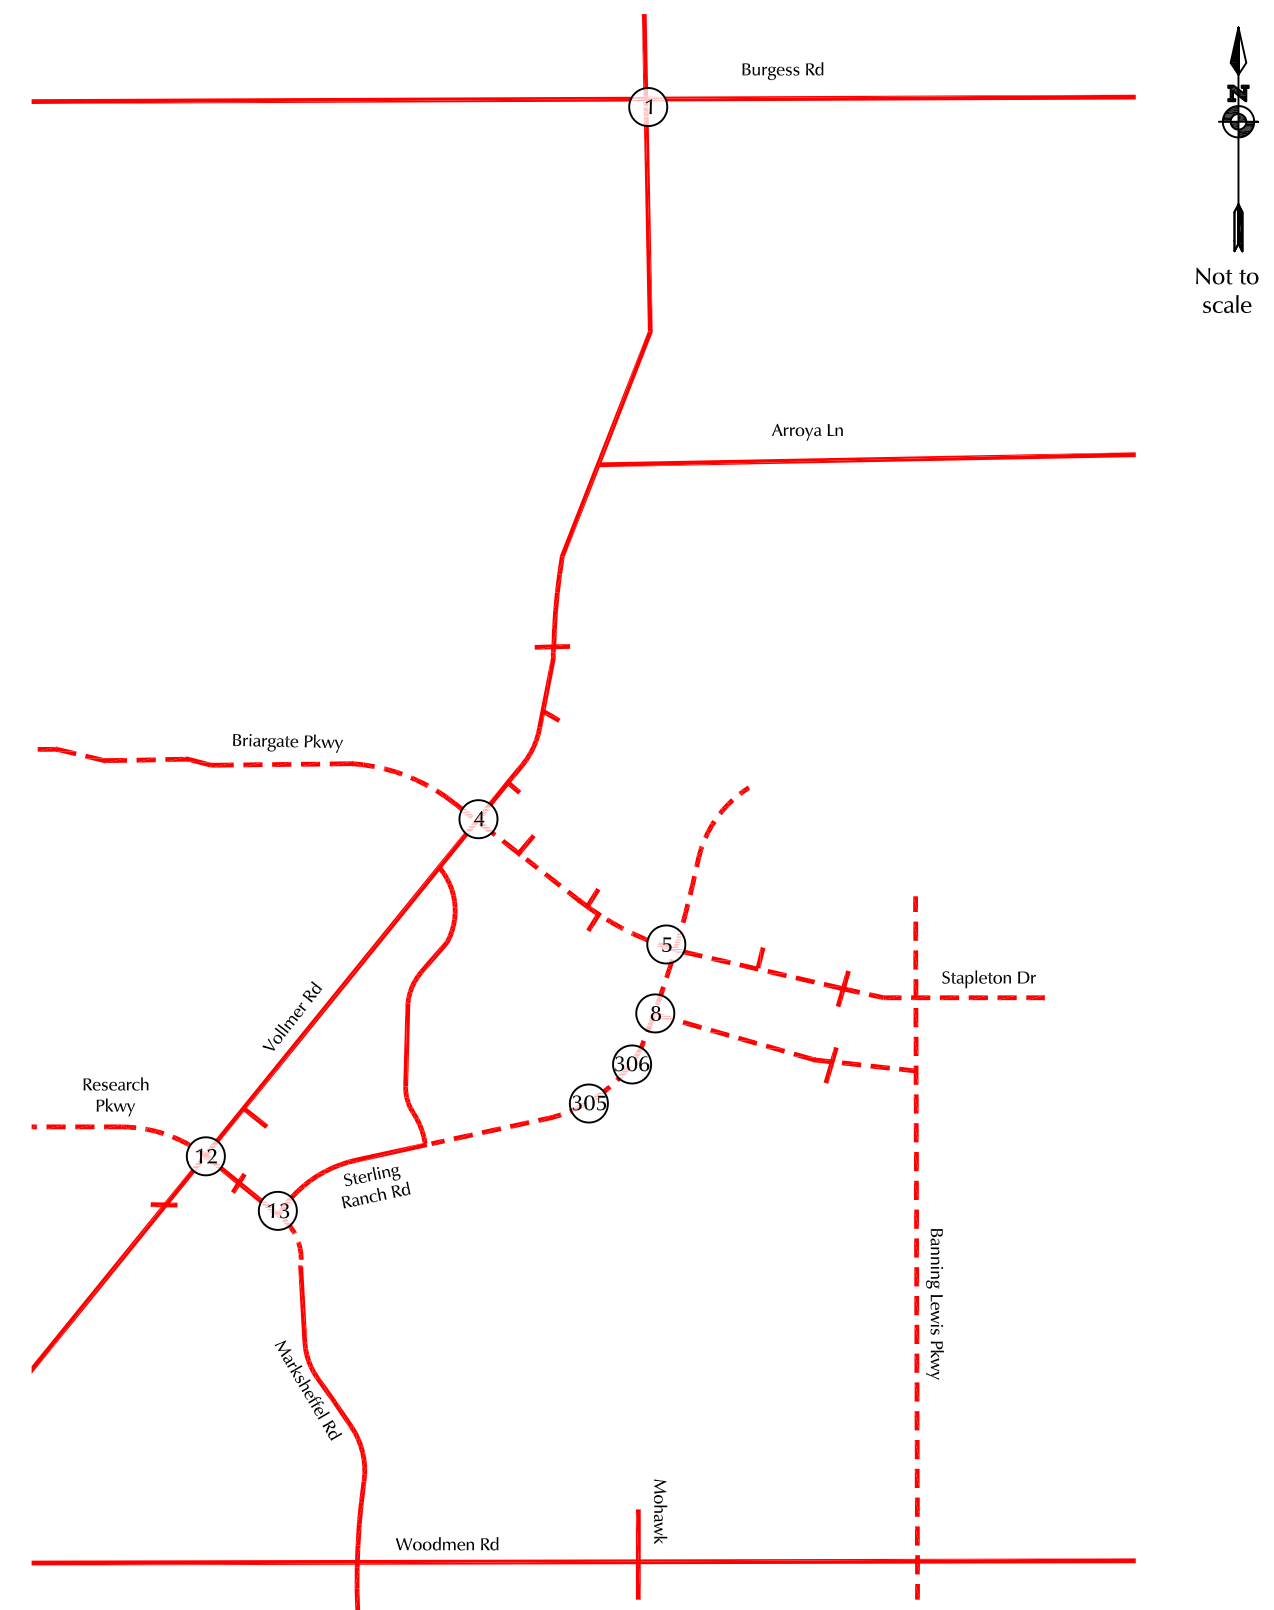 Burgess Rd
1
N
Not to
scale
Arroya Ln
Briargate Pkwy
4
5
Stapleton Dr
Vollmer Rd
8
306
305
Research
Pkwy
12
13
Sterling
Ranch Rd
Banning Lewis Pkwy
Marksheffel Rd
Mohawk
Woodmen Rd